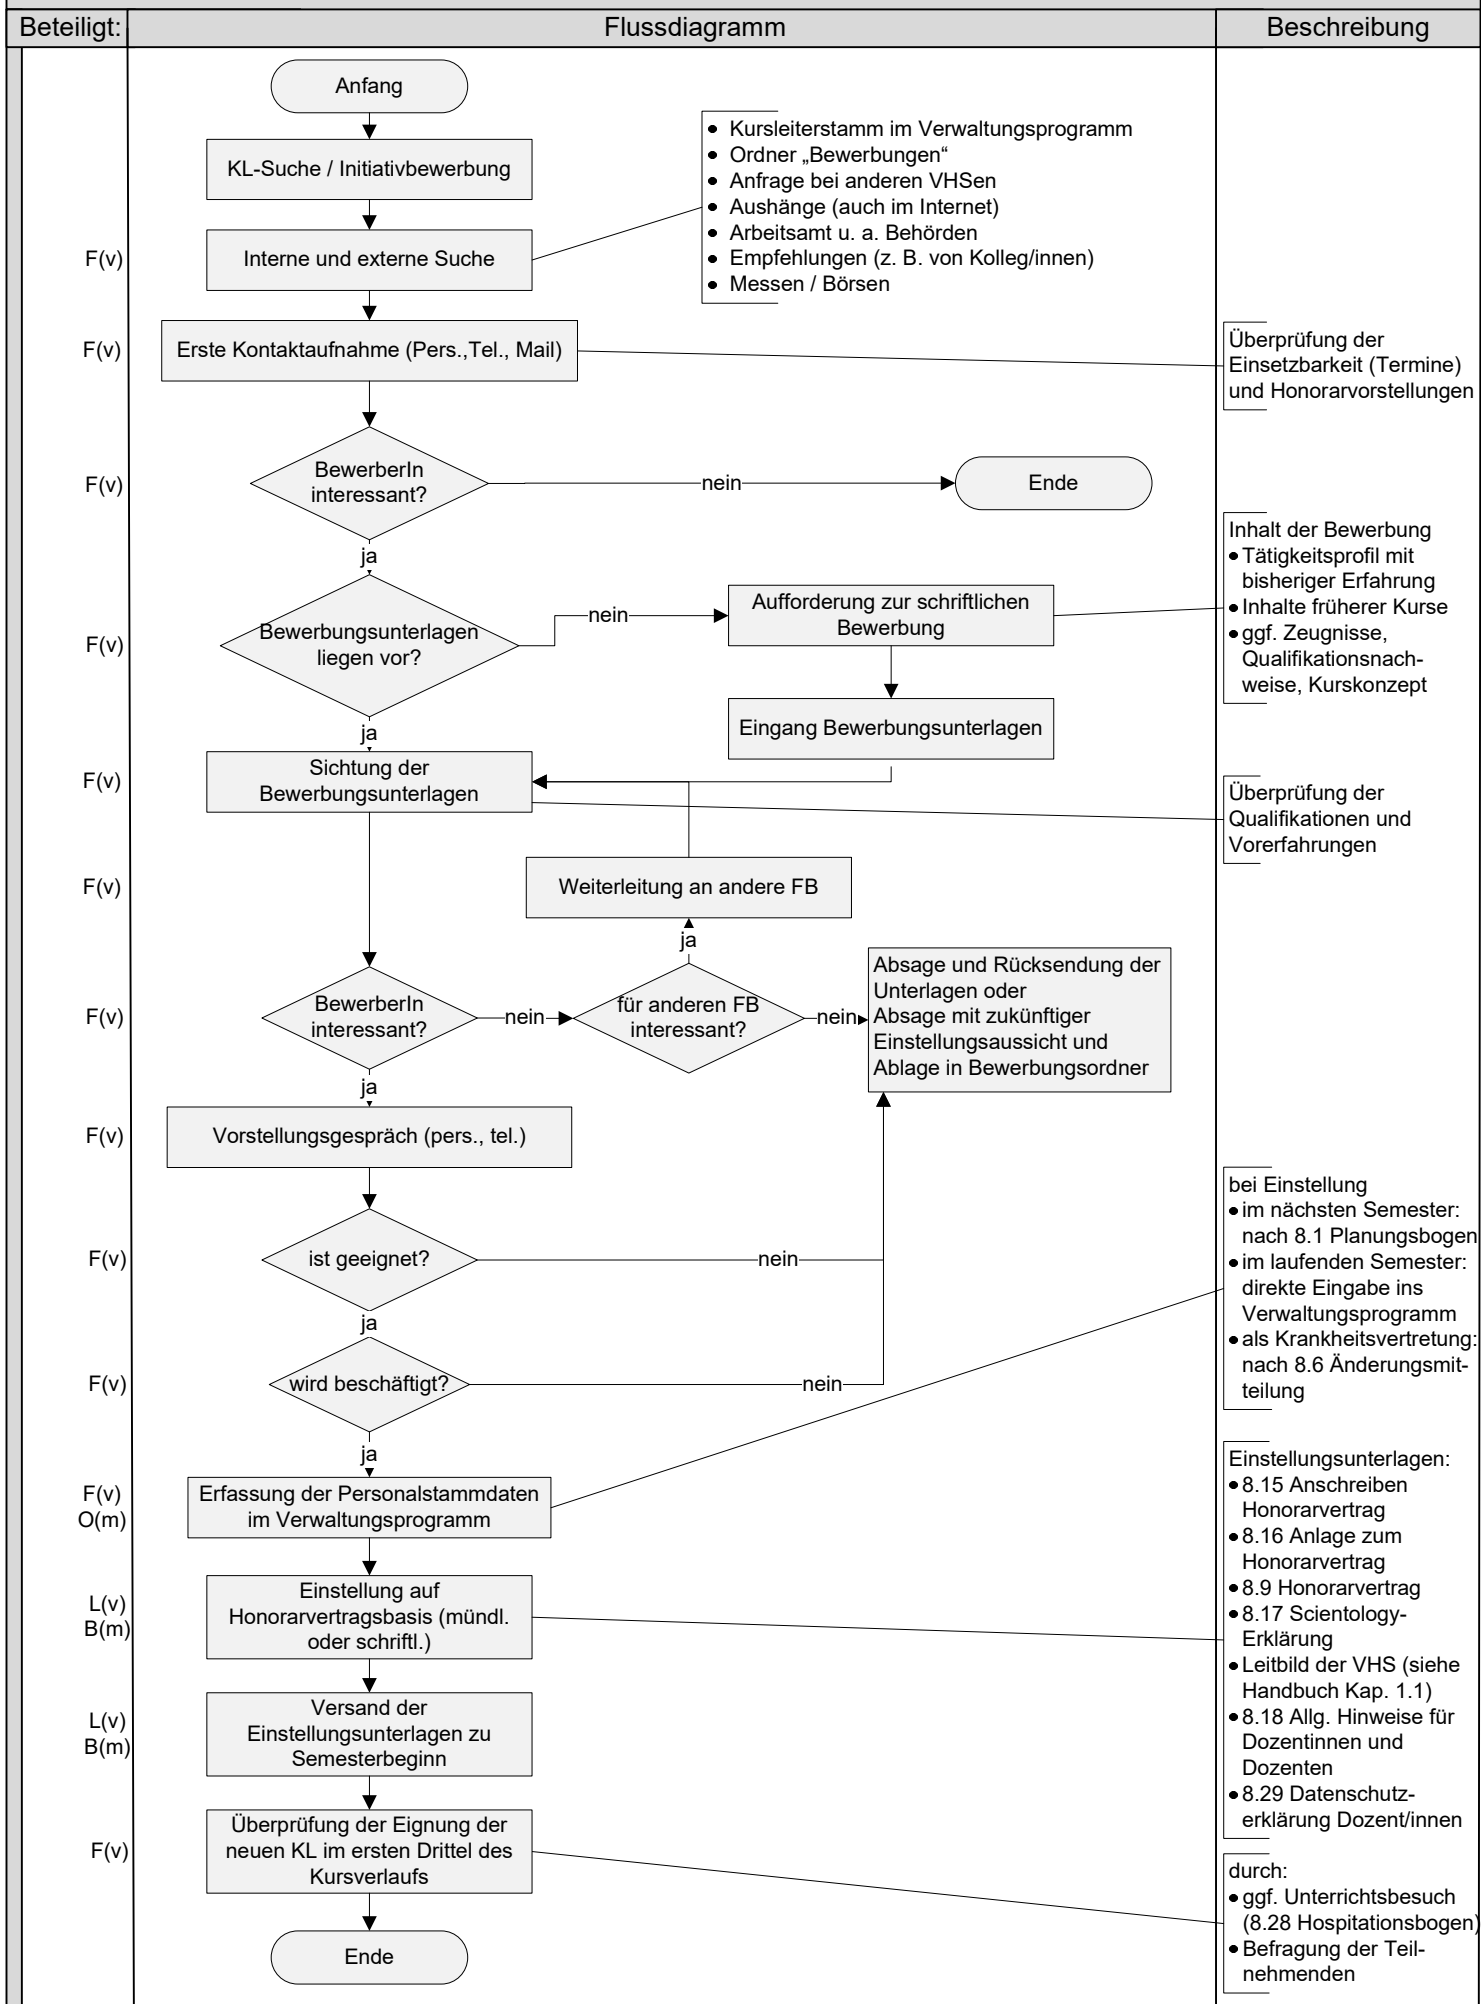 Beteiligt:
Flussdiagramm
Beschreibung
Anfang
KL-Suche / Initiativbewerbung
• Kursleiterstamm im Verwaltungsprogramm
• Ordner „Bewerbungen“
• Anfrage bei anderen VHSen
• Aushänge (auch im Internet)
• Arbeitsamt u. a. Behörden
• Empfehlungen (z. B. von Kolleg/innen)
• Messen / Börsen
F(v)
Interne und externe Suche
F(v)
Erste Kontaktaufnahme (Pers.,Tel., Mail)
Überprüfung der
Einsetzbarkeit (Termine)
und Honorarvorstellungen
F(v)
BewerberIn
interessant?
nein
Ende
ja
Inhalt der Bewerbung
• Tätigkeitsprofil mit
bisheriger Erfahrung
• Inhalte früherer Kurse
• ggf. Zeugnisse,
Qualifikationsnach-
weise, Kurskonzept
F(v)
Bewerbungsunterlagen
liegen vor?
nein
Aufforderung zur schriftlichen
Bewerbung
Eingang Bewerbungsunterlagen
ja
F(v)
Sichtung der
Bewerbungsunterlagen
Überprüfung der
Qualifikationen und
Vorerfahrungen
F(v)
Weiterleitung an andere FB
ja
F(v)
BewerberIn
interessant?
nein
für anderen FB
interessant?
nein
Absage und Rücksendung der
Unterlagen oder
Absage mit zukünftiger
Einstellungsaussicht und
Ablage in Bewerbungsordner
ja
F(v)
Vorstellungsgespräch (pers., tel.)
bei Einstellung
• im nächsten Semester:
nach 8.1 Planungsbogen
• im laufenden Semester:
direkte Eingabe ins
Verwaltungsprogramm
• als Krankheitsvertretung:
nach 8.6 Änderungsmit-
teilung
F(v)
ist geeignet?
nein
ja
F(v)
wird beschäftigt?
nein
ja
F(v)
O(m)
Erfassung der Personalstammdaten
im Verwaltungsprogramm
Einstellungsunterlagen:
• 8.15 Anschreiben
Honorarvertrag
• 8.16 Anlage zum
Honorarvertrag
• 8.9 Honorarvertrag
• 8.17 Scientology-
Erklärung
• Leitbild der VHS (siehe
Handbuch Kap. 1.1)
• 8.18 Allg. Hinweise für
Dozentinnen und
Dozenten
• 8.29 Datenschutz-
erklärung Dozent/innen
L(v)
B(m)
Einstellung auf
Honorarvertragsbasis (mündl.
oder schriftl.)
L(v)
B(m)
Versand der
Einstellungsunterlagen zu
Semesterbeginn
F(v)
Überprüfung der Eignung der
neuen KL im ersten Drittel des
Kursverlaufs
durch:
• ggf. Unterrichtsbesuch
(8.28 Hospitationsbogen)
• Befragung der Teil-
nehmenden
Ende